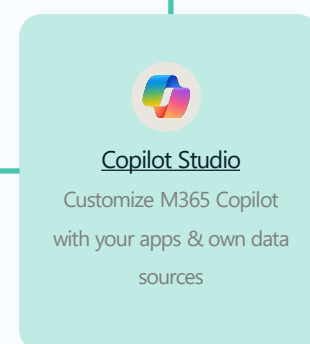 Copilot Studio
Customize M365 Copilot
with your apps & own data
sources